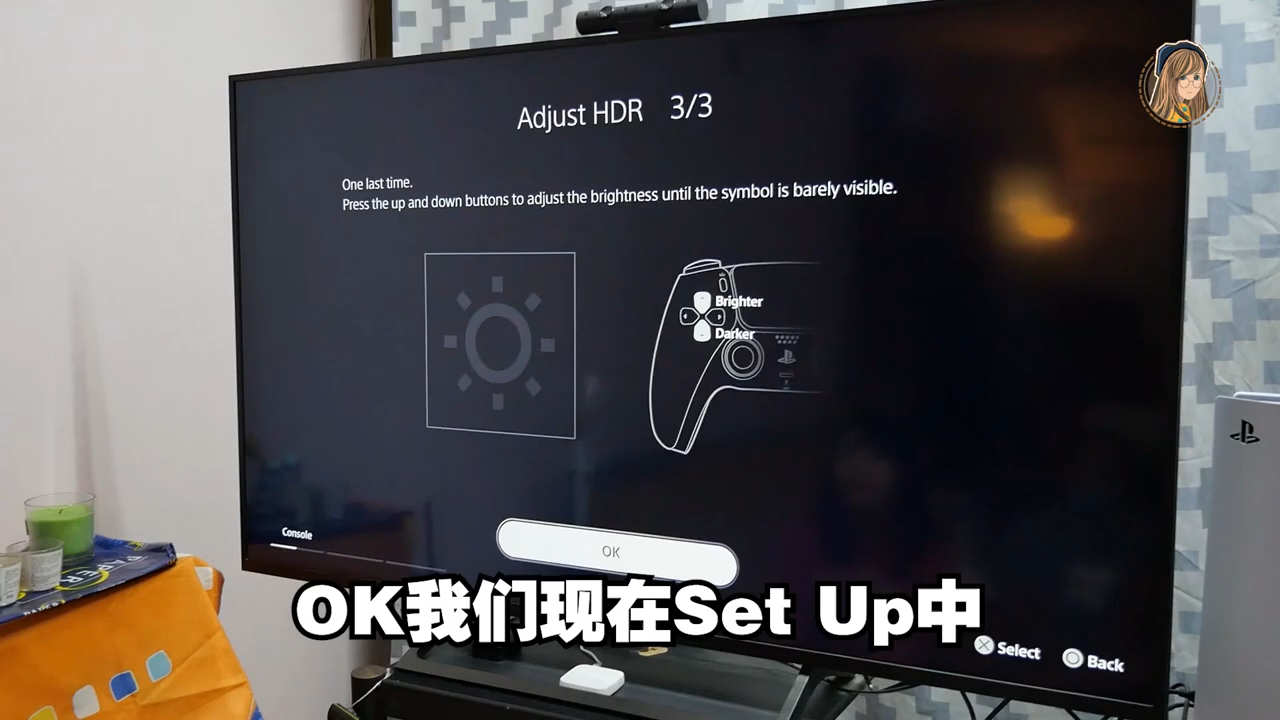 Adjust HDR 3/3
One last time.
Press the up and down buttons to adjust the brightness until the symbol is barely visible.
Brighter
Darker
Console
OK
OK我们现在Set Up中
Select
Back